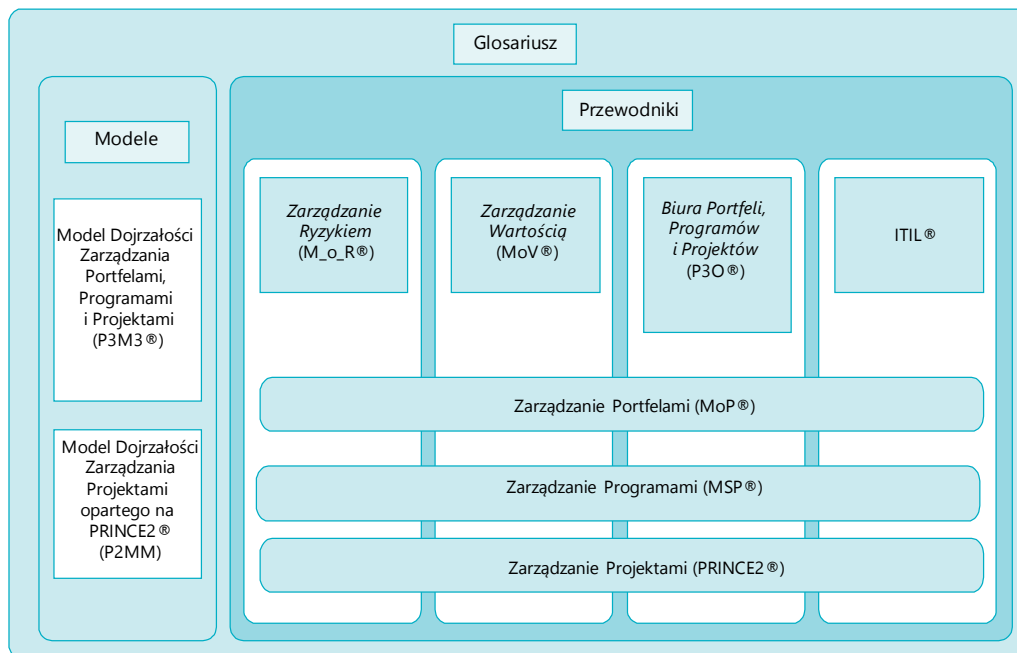 Glosariusz
Modele
Model Dojrzałości
Zarządzania
Portfelami,
Programami
i Projektami
(P3M3®)
Model Dojrzałości
Zarządzania
Projektami
opartego na
PRINCE2®
(P2MM)
Przewodniki
Zarządzanie
Ryzykiem
(M_o_R®)
Zarządzanie
Wartością
(MoV®)
Biura Portfeli,
Programów
i Projektów
(P3O®)
ITIL®
Zarządzanie Portfelami (MoP®)
Zarządzanie Programami (MSP®)
Zarządzanie Projektami (PRINCE2®)